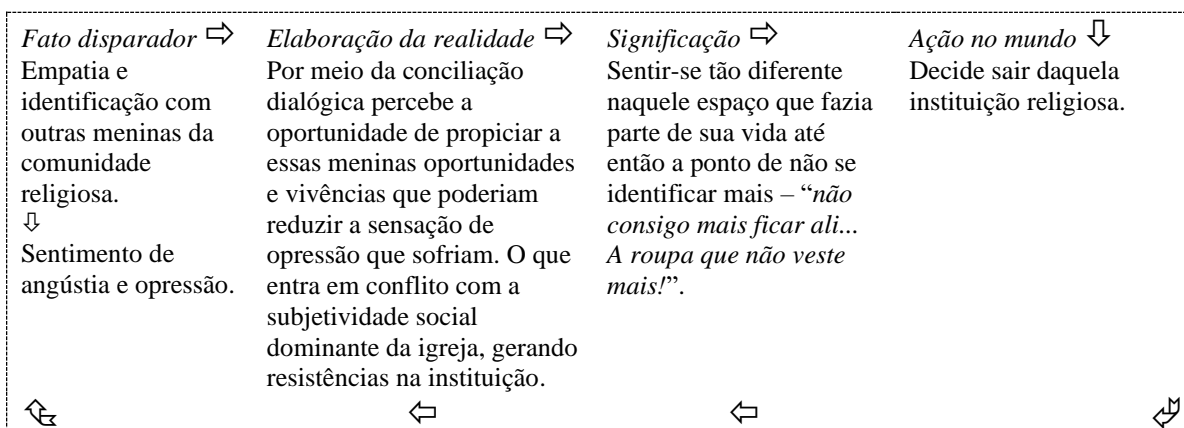 Fato disparador ⇨
Empatia e
identificação com
outras meninas da
comunidade
religiosa.
⇩
Sentimento de
angústia e opressão.
Elaboração da realidade ⇨
Por meio da conciliação
dialógica percebe a
oportunidade de propiciar a
essas meninas oportunidades
e vivências que poderiam
reduzir a sensação de
opressão que sofriam. O que
entra em conflito com a
subjetividade social
dominante da igreja, gerando
resistências na instituição.
Significação ⇨
Sentir-se tão diferente
naquele espaço que fazia
parte de sua vida até
então a ponto de não se
identificar mais – “não
consigo mais ficar ali...
A roupa que não veste
mais!”.
Ação no mundo ⇩
Decide sair daquela
instituição religiosa.